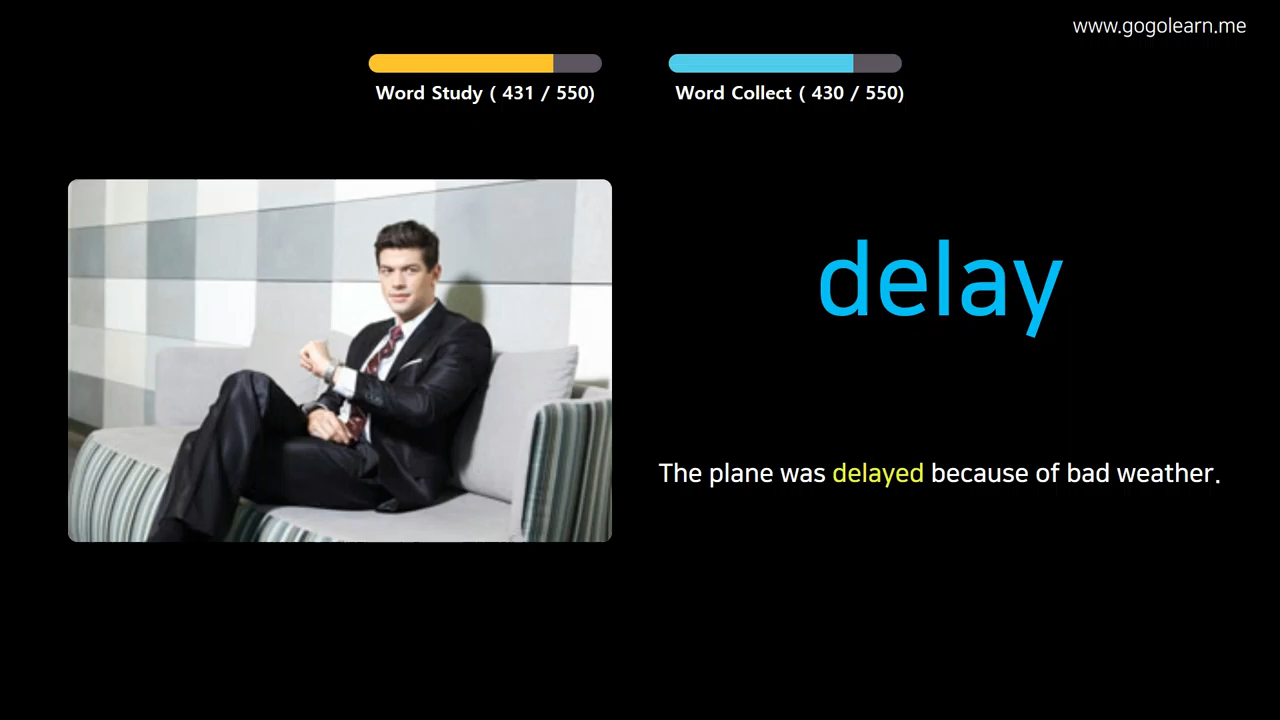 www.gogolearn.me
Word Study ( 431 / 550)
Word Collect ( 430 / 550)
delay
The plane was delayed because of bad weather.